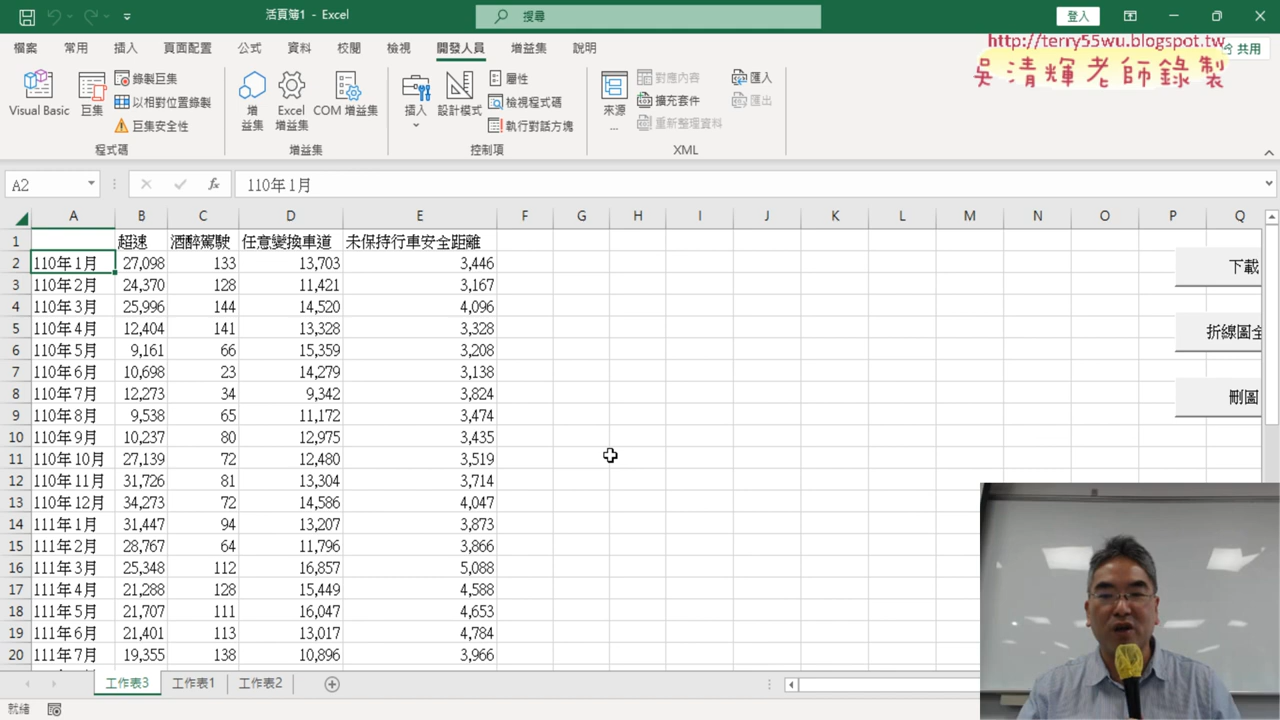 活頁簿1 - Excel
搜尋
登入
檔案 常用 插入 頁面配置 公式 資料 校閱 檢視 開發人員 增益集 說明
共用
http://terry55wu.blogspot.tw
吳清輝老師錄製
Visual Basic
巨集
錄製巨集
以相對位置錄製
巨集安全性
程式碼
增益集
Excel 增益集
COM 增益集
增益集
插入
設計模式
屬性
檢視程式碼
執行對話方塊
控制項
來源
...
對應內容
擴充套件
重新整理資料
匯入
匯出
XML
A2
fx
110年1月
A B C D E F G H I J K L M N O P Q
1 超速 酒醉駕駛 任意變換車道 未保持行車安全距離
2 110年1月 27,098 133 13,703 3,446
3 110年2月 24,370 128 11,421 3,167
4 110年3月 25,996 144 14,520 4,096
5 110年4月 12,404 141 13,328 3,328
6 110年5月 9,161 66 15,359 3,208
7 110年6月 10,698 23 14,279 3,138
8 110年7月 12,273 34 9,342 3,824
9 110年8月 9,538 65 11,172 3,474
10 110年9月 10,237 80 12,975 3,435
11 110年10月 27,139 72 12,480 3,519
12 110年11月 31,726 81 13,304 3,714
13 110年12月 34,273 72 14,586 4,047
14 111年1月 31,447 94 13,207 3,873
15 111年2月 28,767 64 11,796 3,866
16 111年3月 25,348 112 16,857 5,088
17 111年4月 21,288 128 15,449 4,588
18 111年5月 21,707 111 16,047 4,653
19 111年6月 21,401 113 13,017 4,784
20 111年7月 19,355 138 10,896 3,966
下載
折線圖全
刪圖
工作表3 工作表1 工作表2
就緒